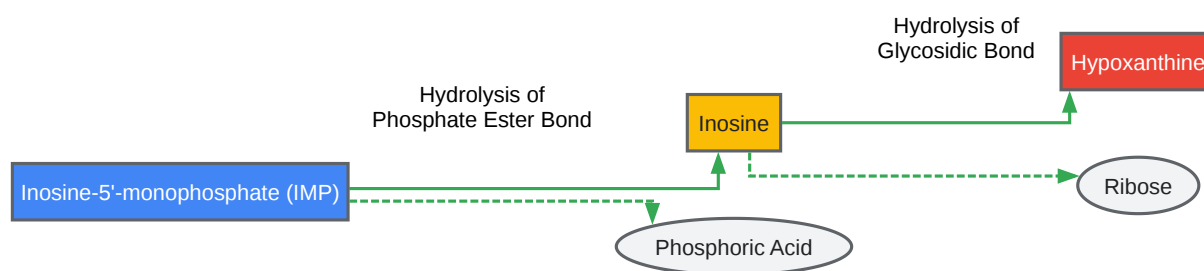 Hydrolysis of
Glycosidic Bond
Hypoxanthine
Hydrolysis of
Phosphate Ester Bond
Inosine
Inosine-5'-monophosphate (IMP)
Ribose
Phosphoric Acid